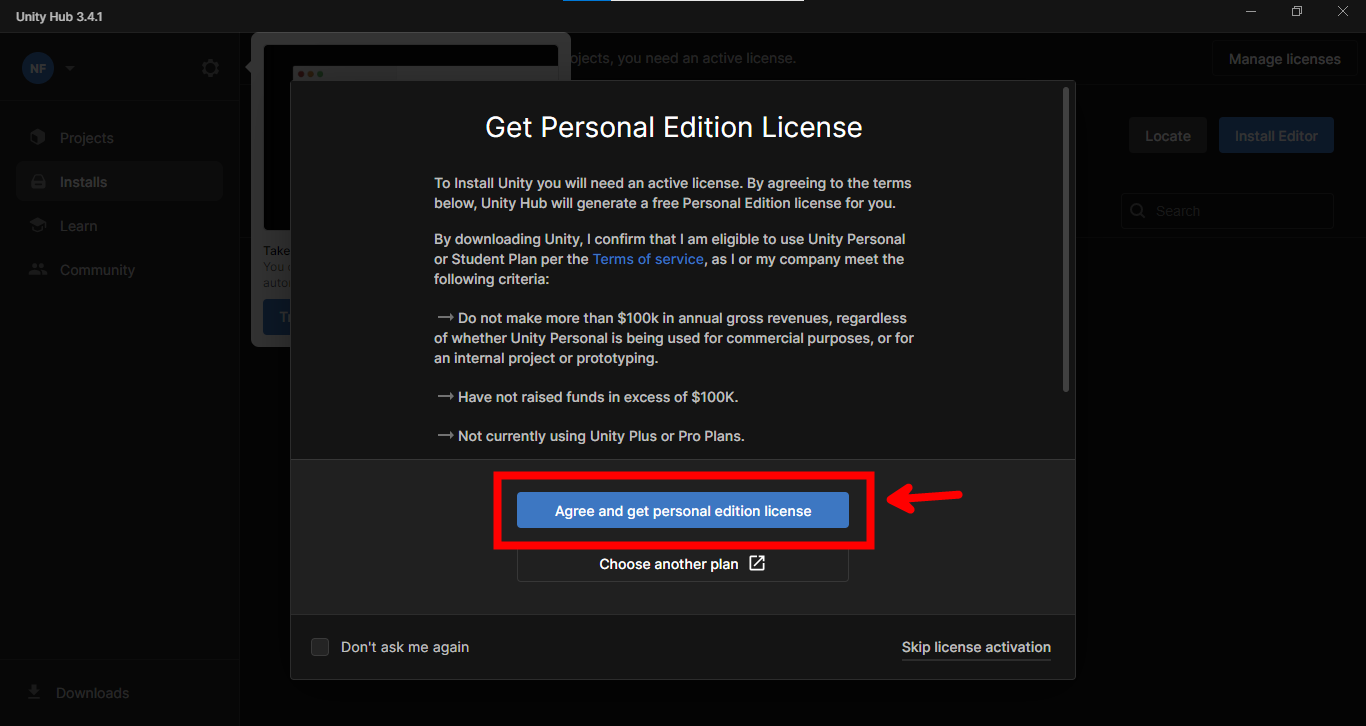 Unity Hub 3.4.1
NF
ojects, you need an active license.
Manage licenses
Projects
Installs
Learn
Community
Locate
Install Editor
Search
Take
You
auto
Get Personal Edition License
To Install Unity you will need an active license. By agreeing to the terms
below, Unity Hub will generate a free Personal Edition license for you.
By downloading Unity, I confirm that I am eligible to use Unity Personal
or Student Plan per the Terms of service, as I or my company meet the
following criteria:
→ Do not make more than $100k in annual gross revenues, regardless
of whether Unity Personal is being used for commercial purposes, or for
an internal project or prototyping.
→ Have not raised funds in excess of $100K.
→ Not currently using Unity Plus or Pro Plans.
Agree and get personal edition license
Choose another plan
Don't ask me again
Skip license activation
Downloads